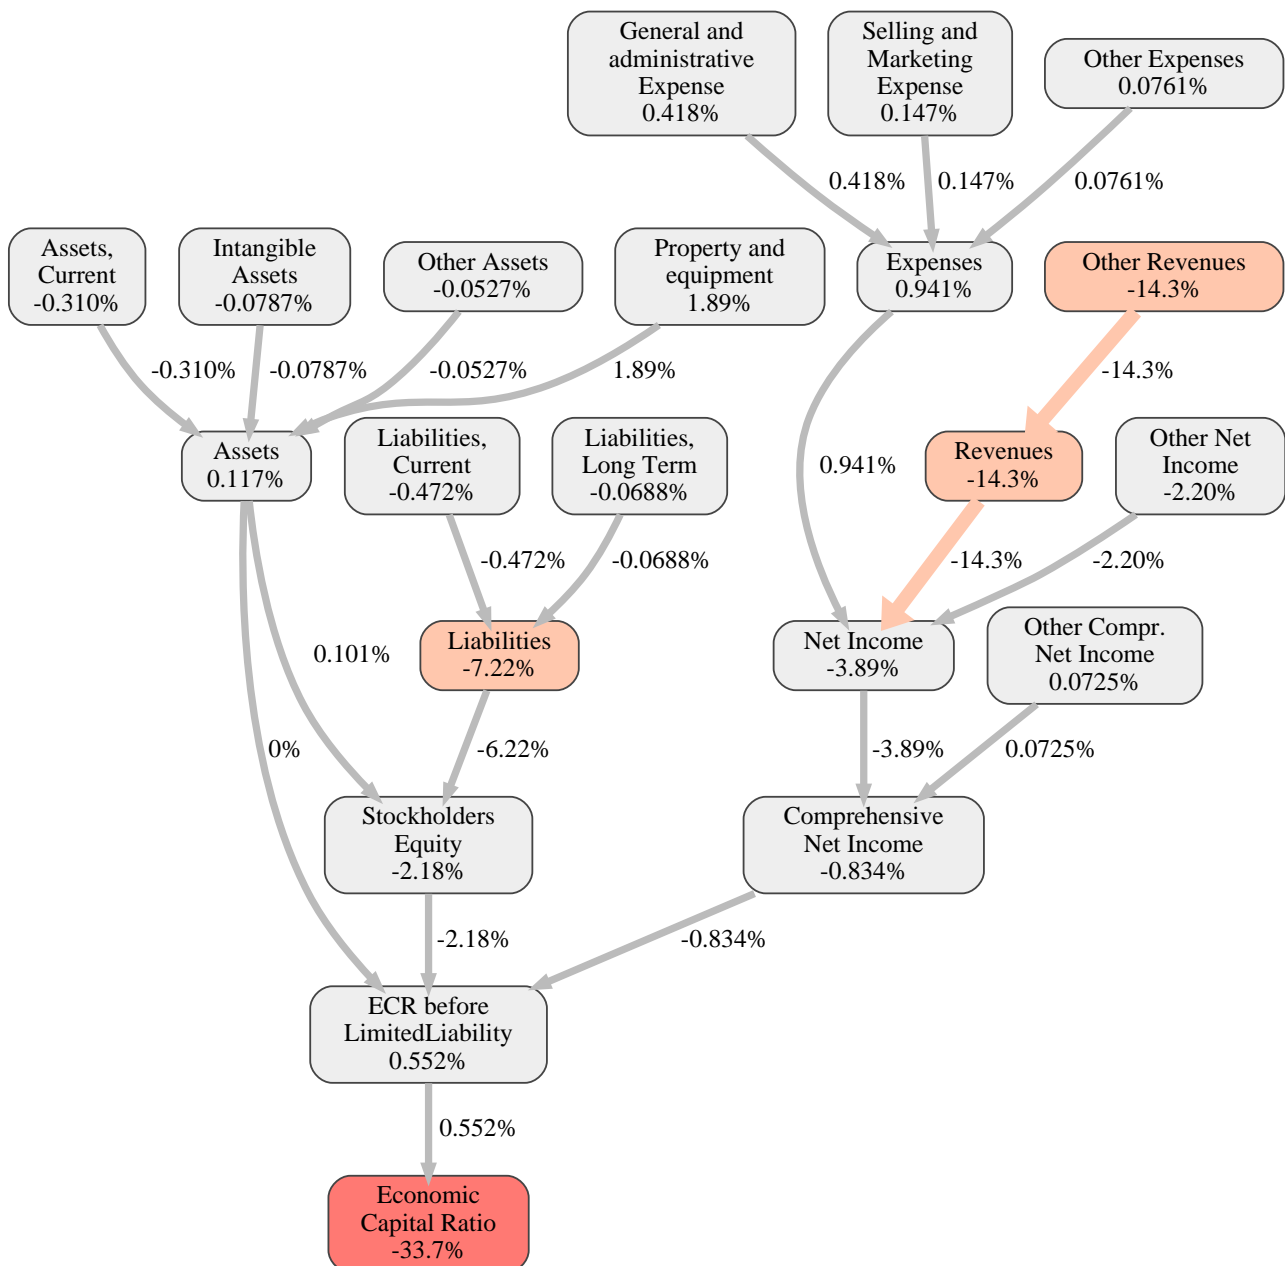 General and
administrative
Expense
0.418%
Selling and
Marketing
Expense
0.147%
Other Expenses
0.0761%
0.418%
0.147%
0.0761%
Assets,
Current
-0.310%
Intangible
Assets
-0.0787%
Other Assets
-0.0527%
Property and
equipment
1.89%
Expenses
0.941%
Other Revenues
-14.3%
-0.310%
-0.0787%
-0.0527%
1.89%
-14.3%
Assets
0.117%
Liabilities,
Current
-0.472%
Liabilities,
Long Term
-0.0688%
0.941%
Revenues
-14.3%
Other Net
Income
-2.20%
-0.472%
-0.0688%
-14.3%
-2.20%
0.101%
Liabilities
-7.22%
Net Income
-3.89%
Other Compr.
Net Income
0.0725%
0%
-6.22%
-3.89%
0.0725%
Stockholders
Equity
-2.18%
Comprehensive
Net Income
-0.834%
-2.18%
-0.834%
ECR before
LimitedLiability
0.552%
0.552%
Economic
Capital Ratio
-33.7%